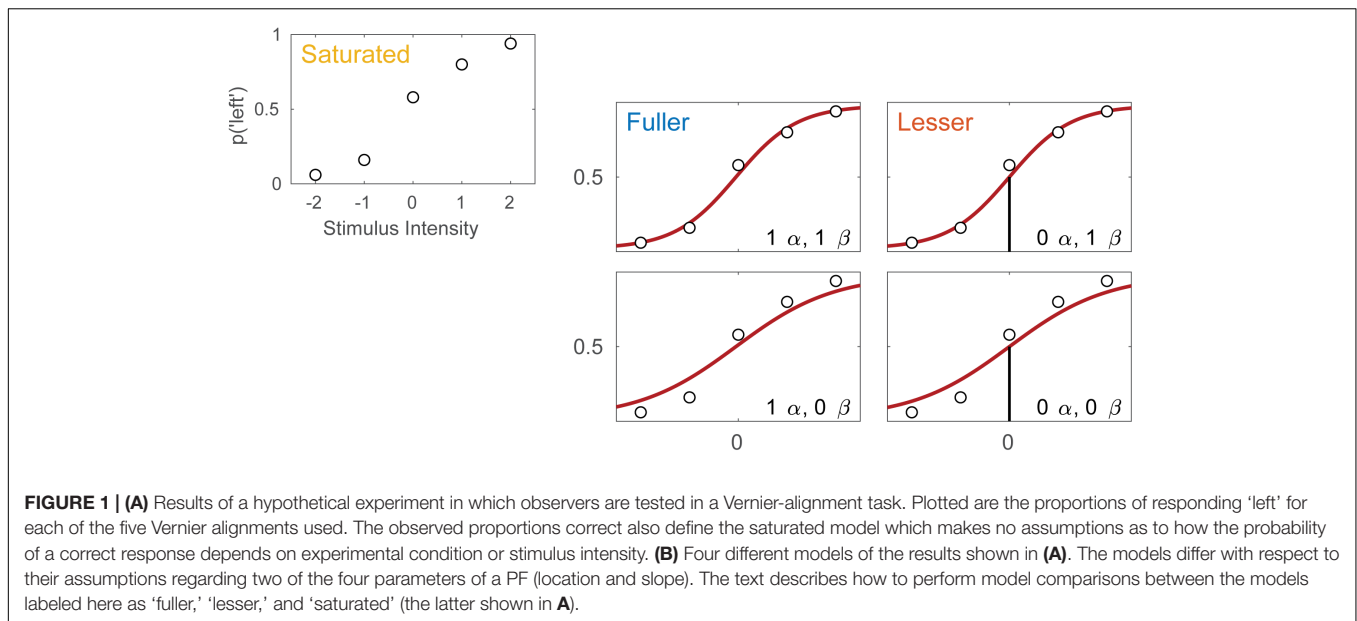 1
Saturated
0.5
p('left')
0
-2 -1 0 1 2
Stimulus Intensity
Fuller
0.5
1 α, 1 β
Lesser
0 α, 1 β
0.5
1 α, 0 β
0
0 α, 0 β
0
FIGURE 1 | (A) Results of a hypothetical experiment in which observers are tested in a Vernier-alignment task. Plotted are the proportions of responding ‘left’ for
each of the five Vernier alignments used. The observed proportions correct also define the saturated model which makes no assumptions as to how the probability
of a correct response depends on experimental condition or stimulus intensity. (B) Four different models of the results shown in (A). The models differ with respect to
their assumptions regarding two of the four parameters of a PF (location and slope). The text describes how to perform model comparisons between the models
labeled here as ‘fuller,’ ‘lesser,’ and ‘saturated’ (the latter shown in A).